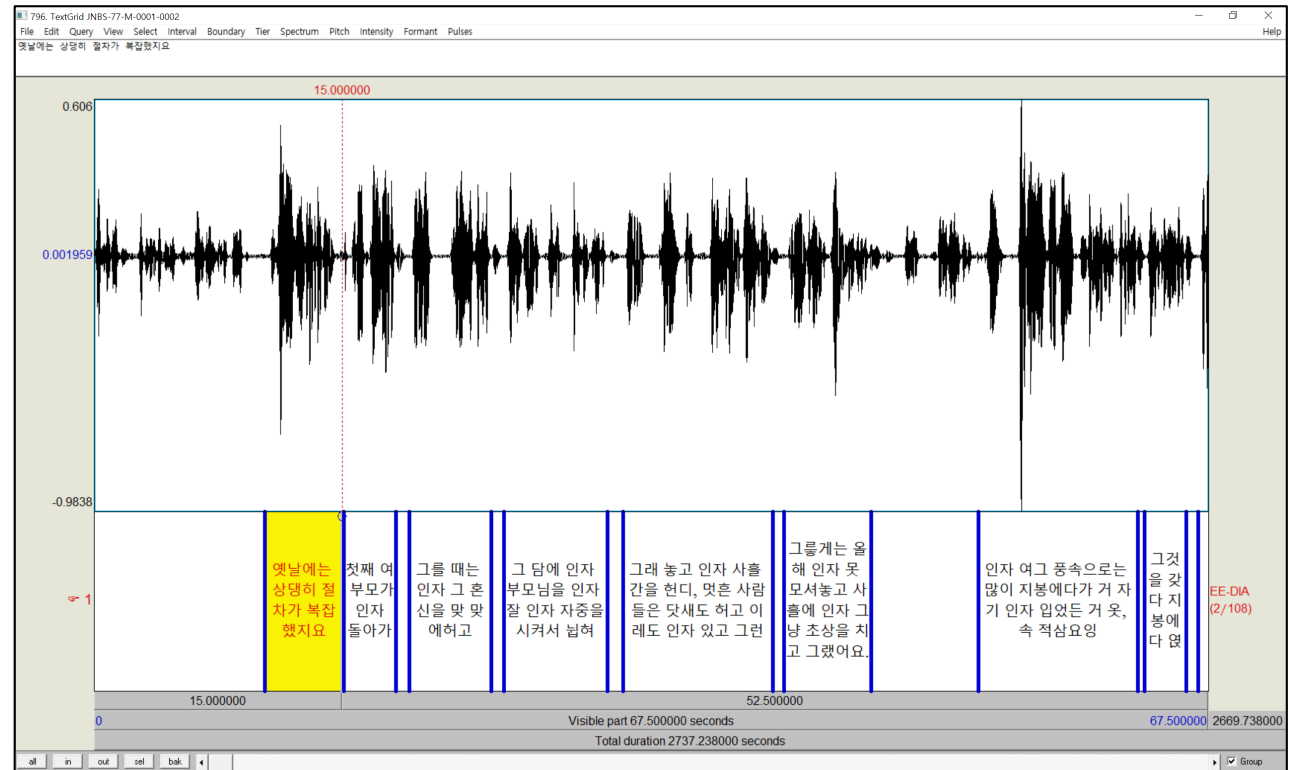 796. TextGrid JNBS-77-M-0001-0002
File Edit Query View Select Interval Boundary Tier Spectrum Pitch Intensity Formant Pulses Help
옛날에는 상댕히 절차가 복잡했지요
15.000000
0.606
0.001959
-0.9838
옛날에는
상댕히 절
차가 복잡
했지요
첫째 여
부모가
인자
돌아가
그를 때는
인자 그 혼
신을 맞 맞
에허고
그 담에 인자
부모님을 인자
잘 인자 자중을
시켜서 눕혀
그래 놓고 인자 사흘
간을 헌디, 멋흔 사람
들은 닷새도 허고 이
레도 인자 있고 그런
그릏게는 올
해 인자 못
모셔놓고 사
흘에 인자 그
냥 초상을 치
고 그랬어요.
인자 여그 풍속으로는
많이 지봉에다가 거 자
기 인자 입었든 거 옷,
속 적삼요잉
그것
을 갖
다 지
봉에
다 엾
1
EE-DIA
(2/108)
15.000000 52.500000
0 Visible part 67.500000 seconds 67.500000 2669.738000
Total duration 2737.238000 seconds
all in out sel bak Group